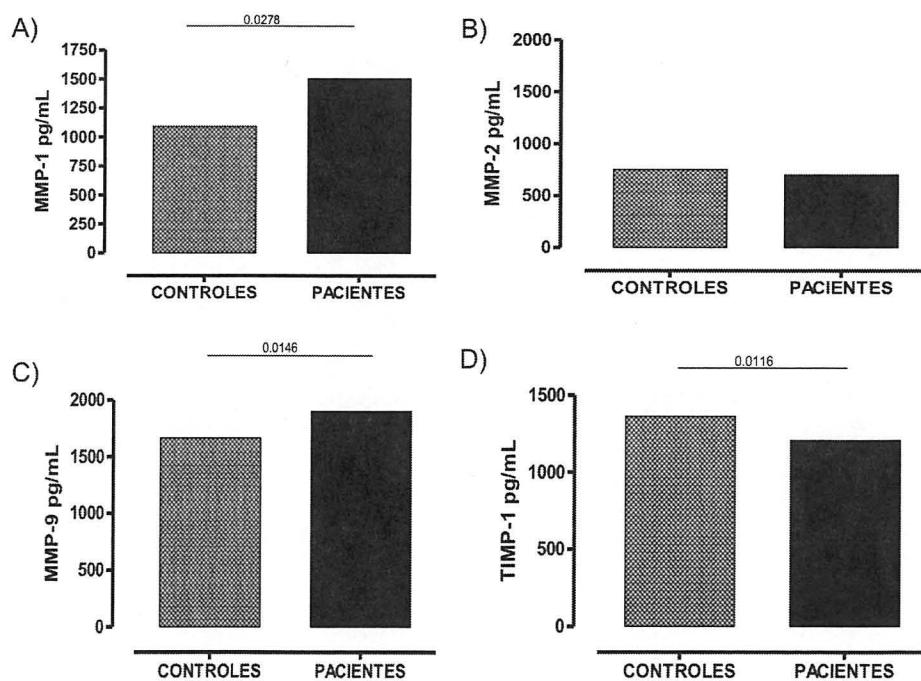 A)
0.0278
MMP-1 pg/mL
1750
1500
1250
1000
750
500
250
0
CONTROLES PACIENTES
B)
MMP-2 pg/mL
2000
1500
1000
500
0
CONTROLES PACIENTES
C)
0.0146
MMP-9 pg/mL
2000
1500
1000
500
0
CONTROLES PACIENTES
D)
0.0116
TIMP-1 pg/mL
1500
1000
500
0
CONTROLES PACIENTES